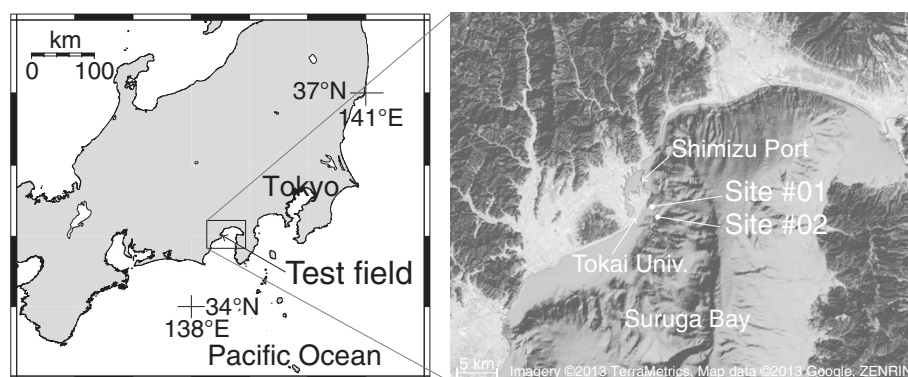 km
0 100
37°N
141°E
Tokyo
Test field
34°N
138°E
Pacific Ocean
Shimizu Port
Site #01
Site #02
Tokai Univ.
Suruga Bay
5 km
Imagery ©2013 TerraMetrics, Map data ©2013 Google, ZENRIN